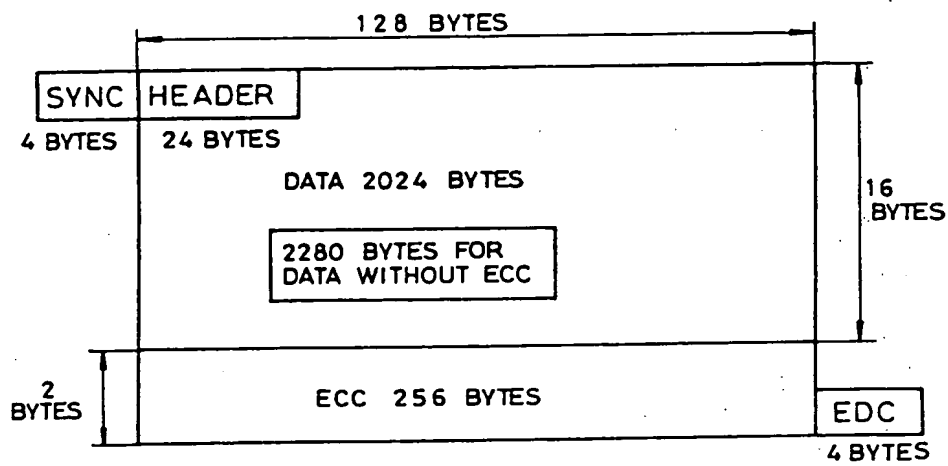 128 BYTES
SYNC HEADER
4 BYTES 24 BYTES
DATA 2024 BYTES
16
BYTES
2280 BYTES FOR
DATA WITHOUT ECC
2
BYTES
ECC 256 BYTES
EDC
4 BYTES